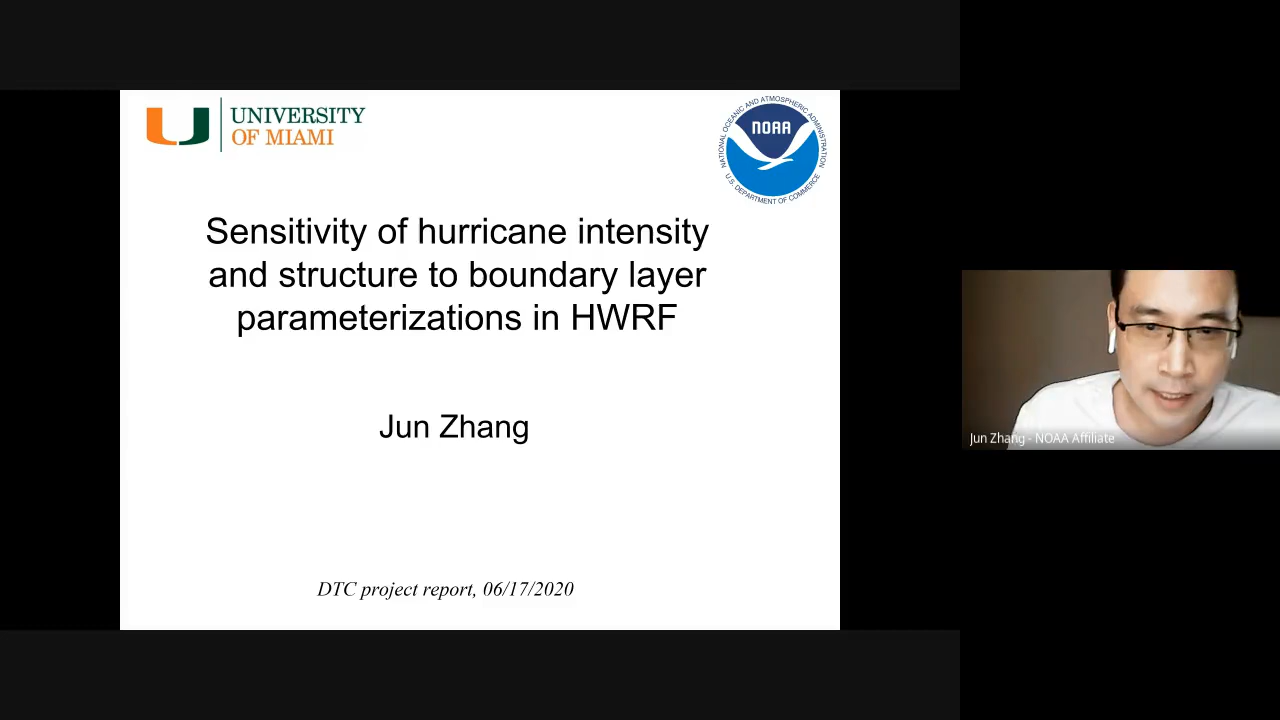 UNIVERSITY
OF MIAMI
NATIONAL OCEANIC AND ATMOSPHERIC ADMINISTRATION
NOAA
U.S. DEPARTMENT OF COMMERCE
Sensitivity of hurricane intensity
and structure to boundary layer
parameterizations in HWRF
Jun Zhang
Jun Zhang - NOAA Affiliate
DTC project report, 06/17/2020